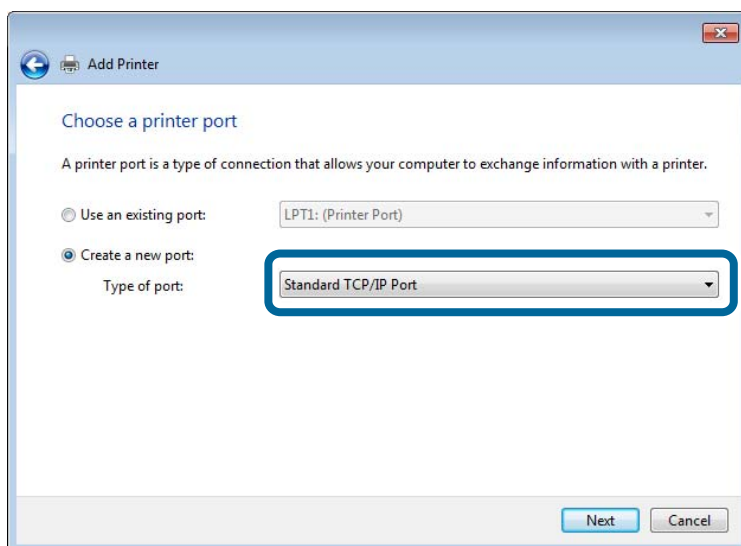 Add Printer
Choose a printer port
A printer port is a type of connection that allows your computer to exchange information with a printer.
Use an existing port: LPT1: (Printer Port)
Create a new port:
Type of port: Standard TCP/IP Port
Next Cancel